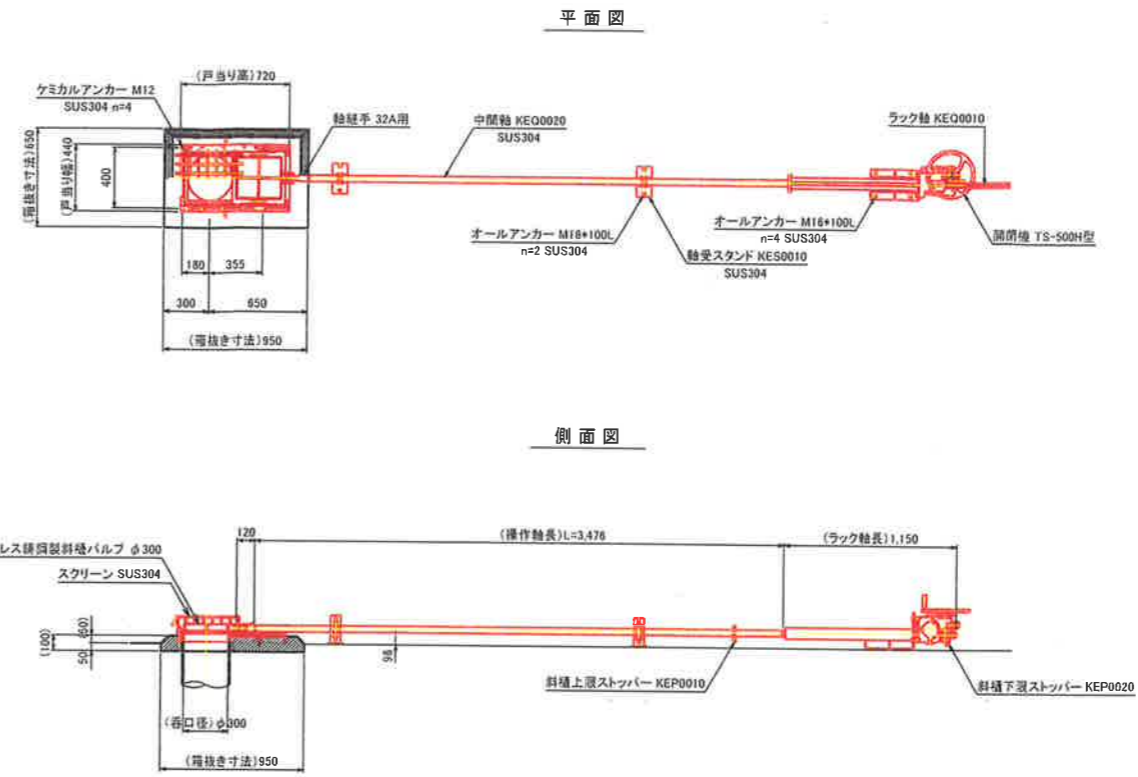 平面図
(戸当り高)720
ケミカルアンカー M12
SUS304 n=4
軸継手 32A用
中間軸 KEQ0020
SUS304
ラック軸 KEQ0010
(箱抜き寸法)650
(戸当り幅)440
400
オールアンカー M16*100L
n=2 SUS304
軸受スタンド KES0010
SUS304
オールアンカー M16*100L
n=4 SUS304
開閉機 TS-500H型
180
355
300
650
(箱抜き寸法)950
側面図
120
(操作軸長)L=3,476
(ラック軸長)1,150
レス鋳鋼製斜樋バルブ φ300
スクリーン SUS304
(100)
50
(60)
98
斜樋上限ストッパー KEP0010
斜樋下限ストッパー KEP0020
(呑口径)φ300
(箱抜き寸法)950